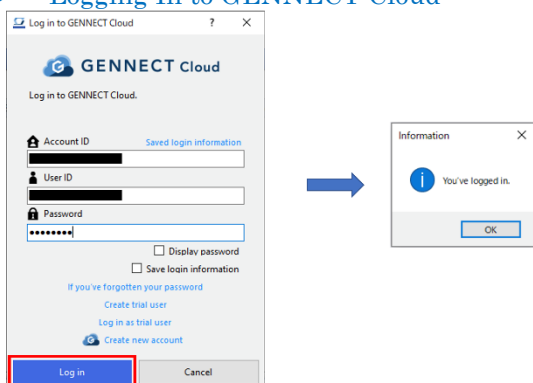 Logging In to GENNECT Cloud
Log in to GENNECT Cloud ? X
G GENNECT Cloud
Log in to GENNECT Cloud.
Account ID Saved login information
User ID
Password
Display password
Save login information
If you've forgotten your password
Create trial user
Log in as trial user
Create new account
Log in Cancel
Information X
You've logged in.
OK